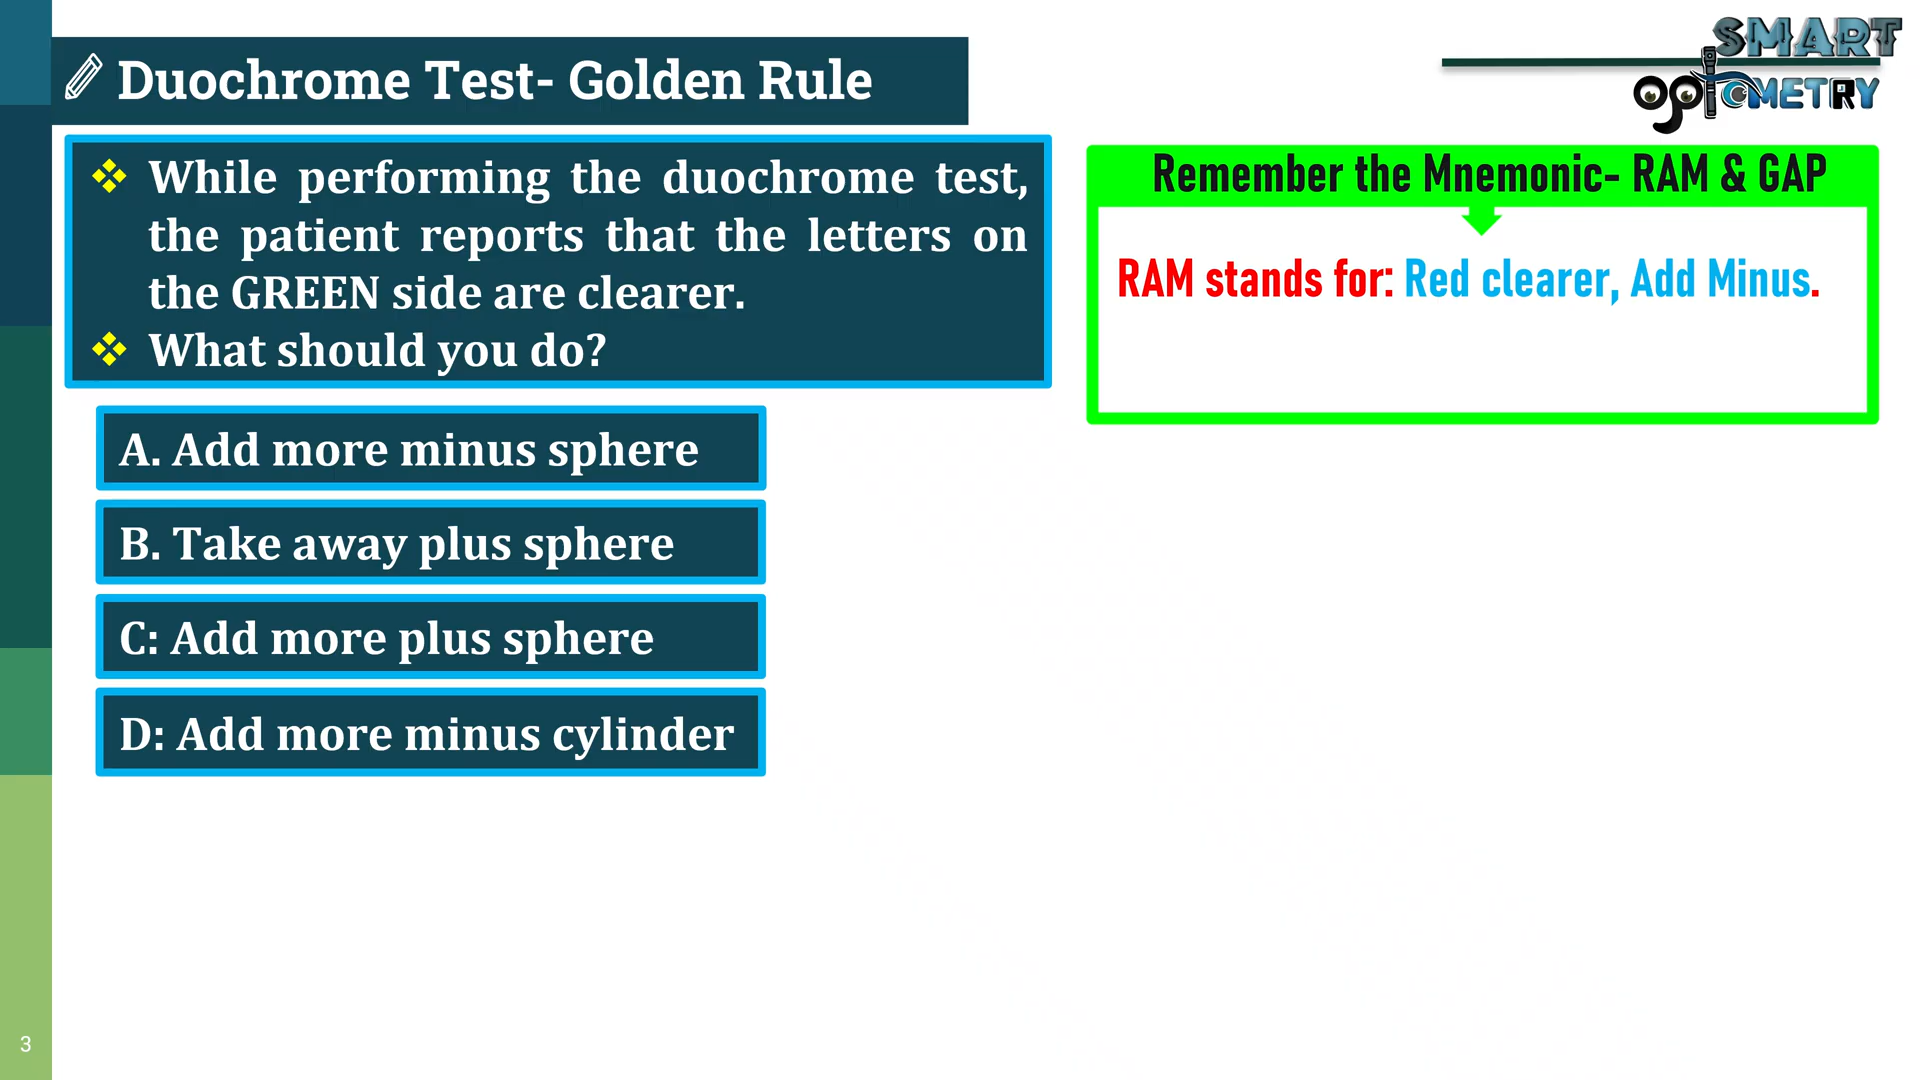 Duochrome Test- Golden Rule
SMART
optOMETRY
While performing the duochrome test,
the patient reports that the letters on
the GREEN side are clearer.
What should you do?
Remember the Mnemonic- RAM & GAP
RAM stands for: Red clearer, Add Minus.
A. Add more minus sphere
B. Take away plus sphere
C: Add more plus sphere
D: Add more minus cylinder
3